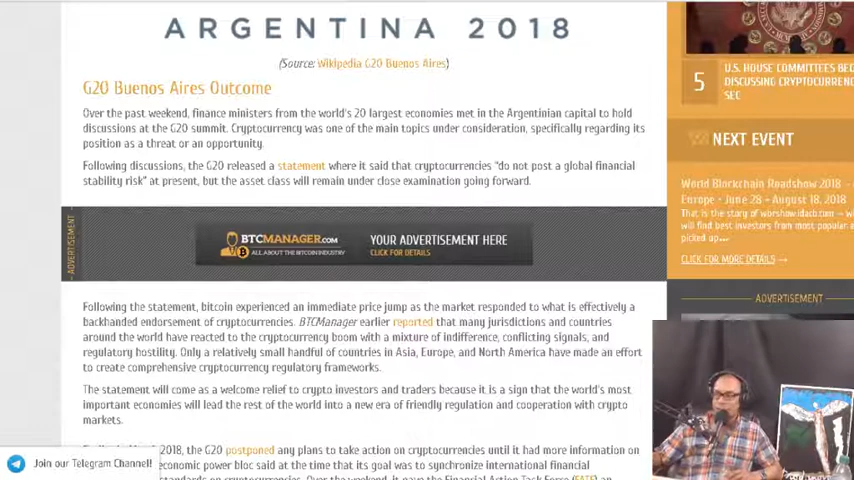 ARGENTINA 2018
(Source: Wikipedia G20 Buenos Aires)
G20 Buenos Aires Outcome
Over the past weekend, finance ministers from the world's 20 largest economies met in the Argentinian capital to hold
discussions at the G20 summit. Cryptocurrency was one of the main topics under consideration, specifically regarding its
position as a threat or an opportunity.
Following discussions, the G20 released a statement where it said that cryptocurrencies "do not post a global financial
stability risk" at present, but the asset class will remain under close examination going forward.
- ADVERTISEMENT
BTCMANAGER.COM
ALL ABOUT THE BITCOIN INDUSTRY
YOUR ADVERTISEMENT HERE
CLICK FOR DETAILS
Following the statement, bitcoin experienced an immediate price jump as the market responded to what is effectively a
backhanded endorsement of cryptocurrencies. BTCManager earlier reported that many jurisdictions and countries
around the world have reacted to the cryptocurrency boom with a mixture of indifference, conflicting signals, and
regulatory hostility. Only a relatively small handful of countries in Asia, Europe, and North America have made an effort
to create comprehensive cryptocurrency regulatory frameworks.
The statement will come as a welcome relief to crypto investors and traders because it is a sign that the world's most
important economies will lead the rest of the world into a new era of friendly regulation and cooperation with crypto
markets.
2018, the G20 postponed any plans to take action on cryptocurrencies until it had more information on
economic power bloc said at the time that its goal was to synchronize international financial
standards on cryptocurrencies. Over the weekend, it gave the Financial Action Task Force (FATF) an
Join our Telegram Channel!
5
U.S. HOUSE COMMITTEES BE
DISCUSSING CRYPTOCURREN
SEC
NEXT EVENT
World Blockchain Roadshow 2018 -
Europe - June 28 - August 18, 2018
That is the story of worshow.idacb.com –
will find best investors from most popular
picked up...
CLICK FOR MORE DETAILS →
ADVERTISEMENT